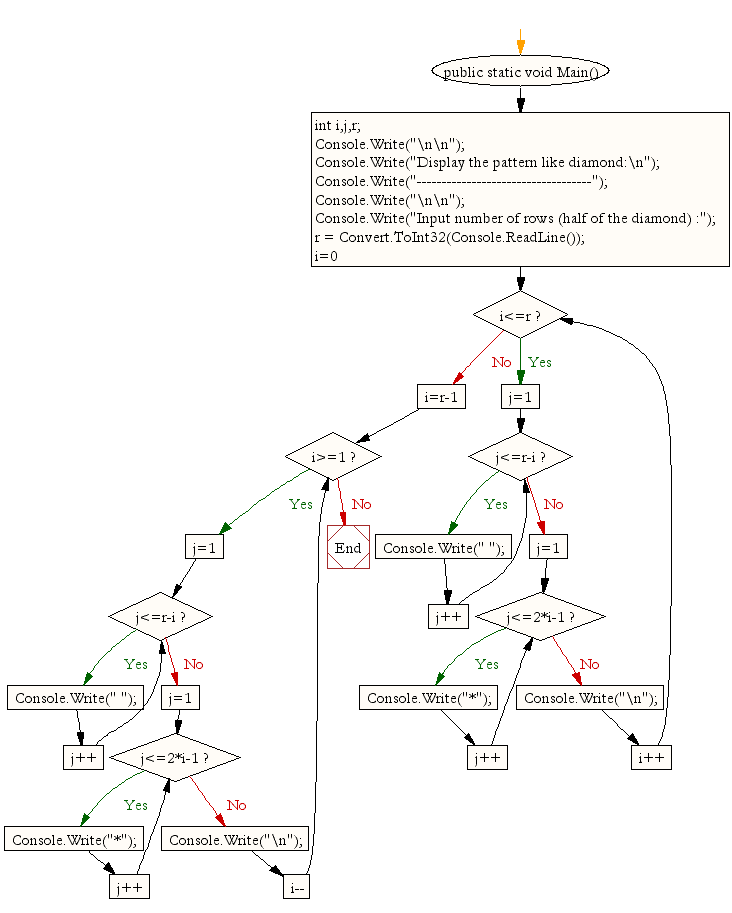 public static void Main()
int i,j,r;
Console.Write("\n\n");
Console.Write("Display the pattern like diamond:\n");
Console.Write("-----------------------------------");
Console.Write("\n\n");
Console.Write("Input number of rows (half of the diamond) :");
r = Convert.ToInt32(Console.ReadLine());
i=0
i<=r ?
No
Yes
i=r-1
j=1
i>=1 ?
j<=r-i ?
Yes
No
Yes
No
j=1
End
Console.Write(" ");
j=1
j<=r-i ?
j++
j<=2*i-1 ?
Yes
No
Yes
No
Console.Write(" ");
j=1
Console.Write("*");
Console.Write("\n");
j++
j<=2*i-1 ?
j++
i++
Yes
No
Console.Write("*");
Console.Write("\n");
j++
i--